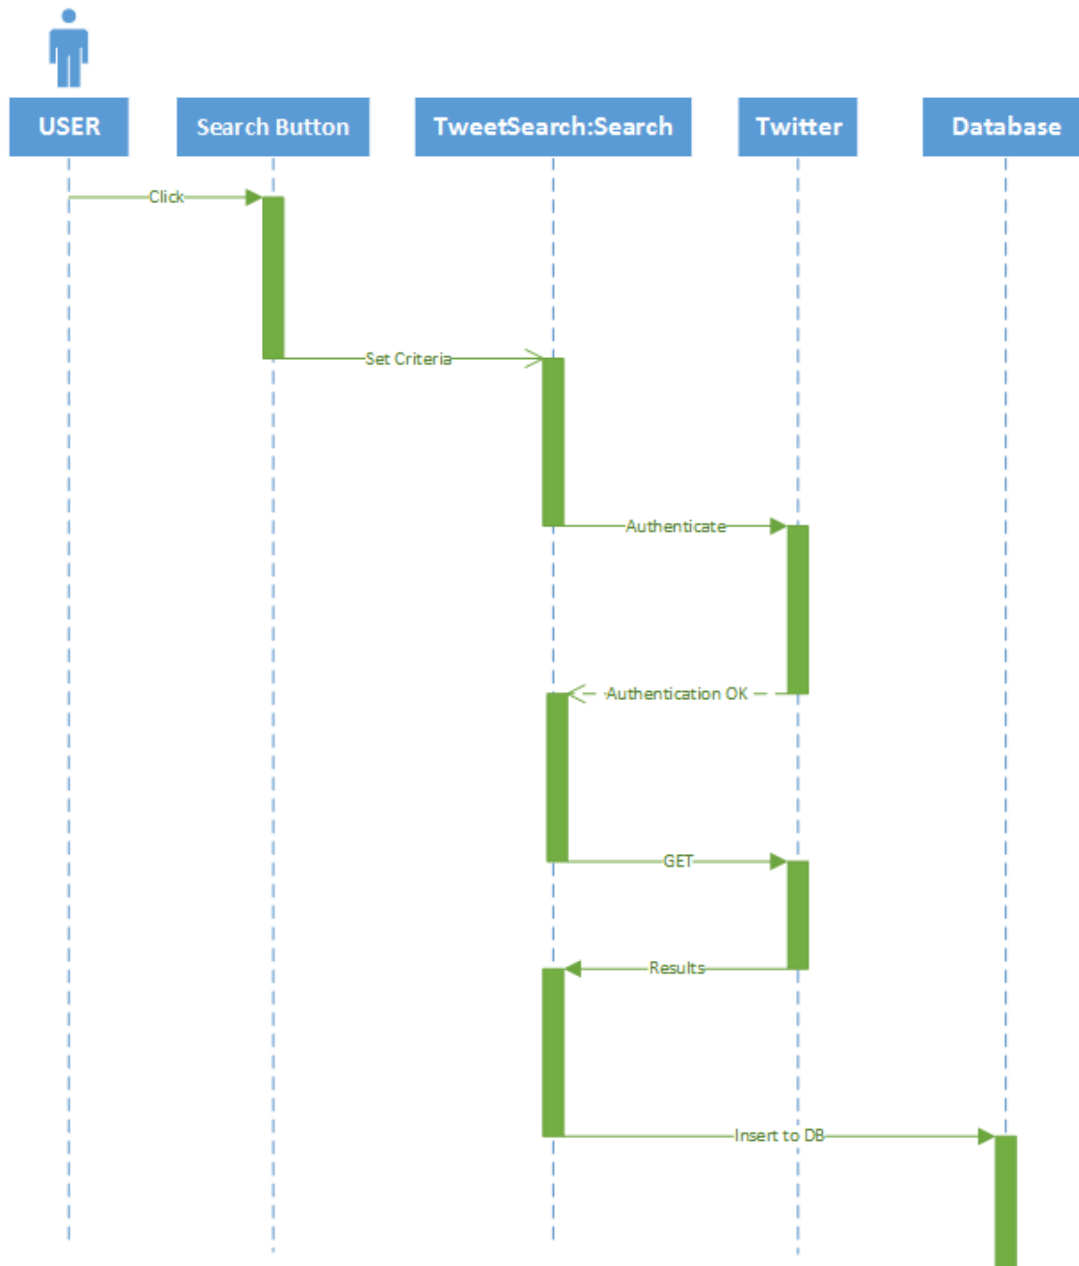 USER
Search Button
TweetSearch:Search
Twitter
Database
Click
Set Criteria
Authenticate
Authentication OK
GET
Results
Insert to DB